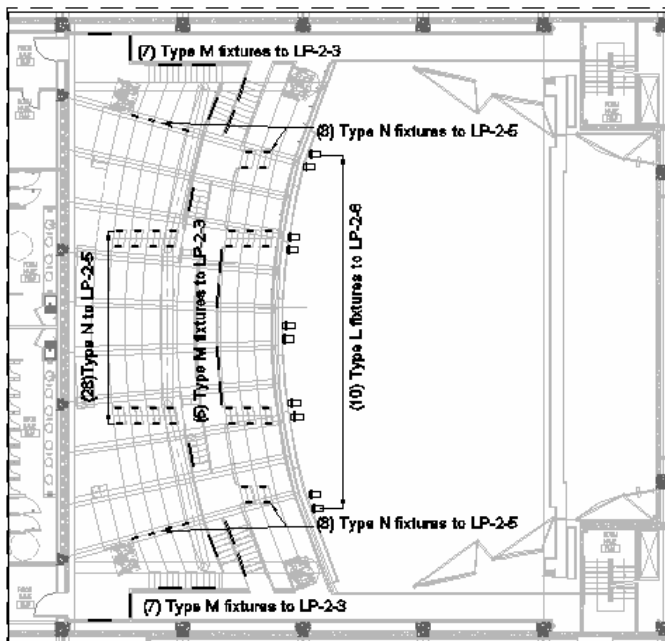 (7) Type M fixtures to LP-2-3
(8) Type N fixtures to LP-2-5
(28)Type N to LP-2-5
(6) Type M fixtures to LP-2-3
(10) Type L fixtures to LP-2-6
(8) Type N fixtures to LP-2-5
(7) Type M fixtures to LP-2-3